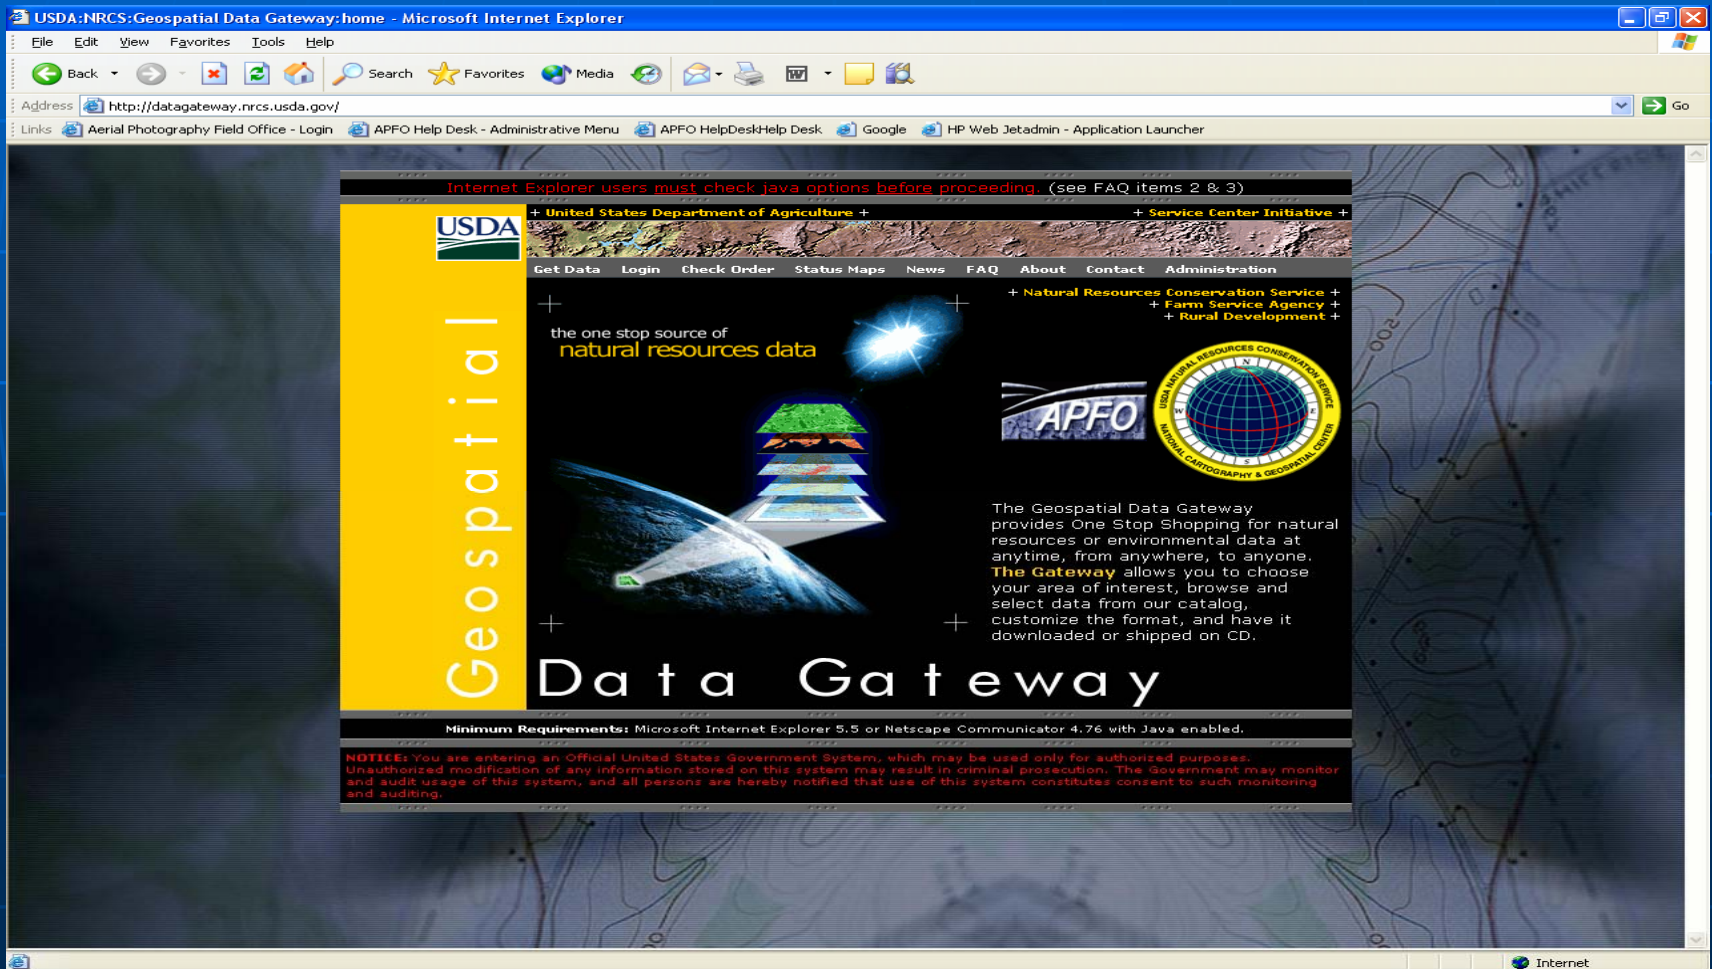 USDA:NRCS:Geospatial Data Gateway:home - Microsoft Internet Explorer
File Edit View Favorites Tools Help
Back Search Favorites Media
Address http://datagateway.nrcs.usda.gov/ Go
Links Aerial Photography Field Office - Login APFO Help Desk - Administrative Menu APFO HelpDeskHelp Desk Google HP Web Jetadmin - Application Launcher
Internet Explorer users must check java options before proceeding. (see FAQ items 2 & 3)
USDA
+ United States Department of Agriculture + + Service Center Initiative +
Get Data Login Check Order Status Maps News FAQ About Contact Administration
+ Natural Resources Conservation Service +
+ Farm Service Agency +
+ Rural Development +
the one stop source of
natural resources data
APFO
USDA NATURAL RESOURCES CONSERVATION SERVICE
N
W E
S
NATIONAL CARTOGRAPHY & GEOSPATIAL CENTER
The Geospatial Data Gateway
provides One Stop Shopping for natural
resources or environmental data at
anytime, from anywhere, to anyone.
The Gateway allows you to choose
your area of interest, browse and
select data from our catalog,
customize the format, and have it
downloaded or shipped on CD.
Geospatial
Data Gateway
Minimum Requirements: Microsoft Internet Explorer 5.5 or Netscape Communicator 4.76 with Java enabled.
NOTICE: You are entering an Official United States Government System, which may be used only for authorized purposes.
Unauthorized modification of any information stored on this system may result in criminal prosecution. The Government may monitor
and audit usage of this system, and all persons are hereby notified that use of this system constitutes consent to such monitoring
and auditing.
500
00
00
Internet